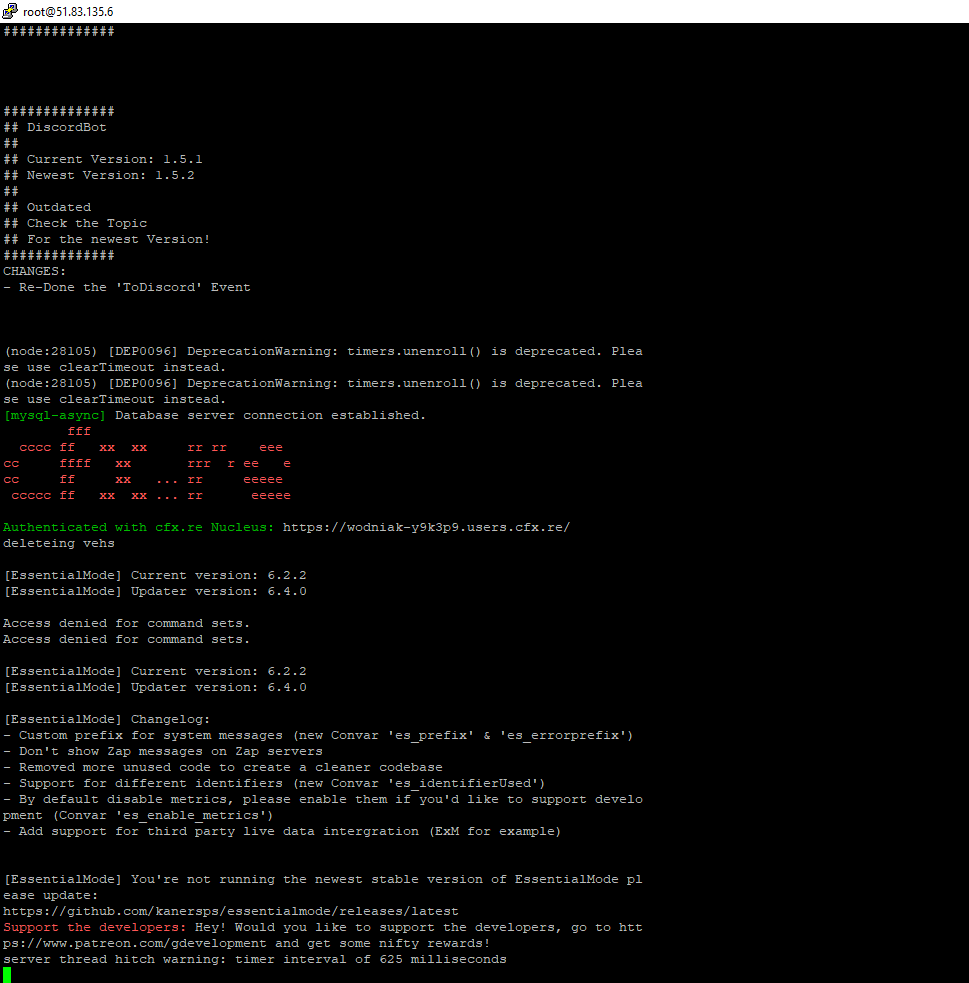 root@51.83.135.6
##############
##############
## DiscordBot
##
## Current Version: 1.5.1
## Newest Version: 1.5.2
##
## Outdated
## Check the Topic
## For the newest Version!
##############
CHANGES:
- Re-Done the 'ToDiscord' Event
(node:28105) [DEP0096] DeprecationWarning: timers.unenroll() is deprecated. Plea
se use clearTimeout instead.
(node:28105) [DEP0096] DeprecationWarning: timers.unenroll() is deprecated. Plea
se use clearTimeout instead.
[mysql-async] Database server connection established.
        fff
  cccc ff   xx  xx     rr rr    eee
cc     ffff   xx       rrr  r ee   e
cc     ff     xx   ... rr     eeeee
 ccccc ff   xx  xx ... rr      eeeee
Authenticated with cfx.re Nucleus: https://wodniak-y9k3p9.users.cfx.re/
deleteing vehs
[EssentialMode] Current version: 6.2.2
[EssentialMode] Updater version: 6.4.0
Access denied for command sets.
Access denied for command sets.
[EssentialMode] Current version: 6.2.2
[EssentialMode] Updater version: 6.4.0
[EssentialMode] Changelog:
- Custom prefix for system messages (new Convar 'es_prefix' & 'es_errorprefix')
- Don't show Zap messages on Zap servers
- Removed more unused code to create a cleaner codebase
- Support for different identifiers (new Convar 'es_identifierUsed')
- By default disable metrics, please enable them if you'd like to support develo
pment (Convar 'es_enable_metrics')
- Add support for third party live data intergration (ExM for example)
[EssentialMode] You're not running the newest stable version of EssentialMode pl
ease update:
https://github.com/kanersps/essentialmode/releases/latest
Support the developers: Hey! Would you like to support the developers, go to htt
ps://www.patreon.com/gdevelopment and get some nifty rewards!
server thread hitch warning: timer interval of 625 milliseconds